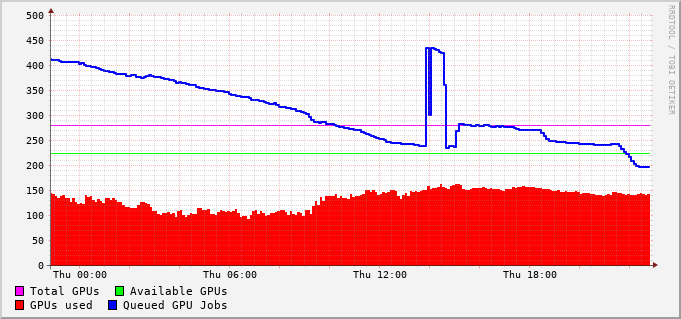 500
450
400
350
300
250
200
150
100
50
0
Thu 00:00 Thu 06:00 Thu 12:00 Thu 18:00
Total GPUs Available GPUs
GPUs used Queued GPU Jobs
RRDTOOL / TOBI OETIKER